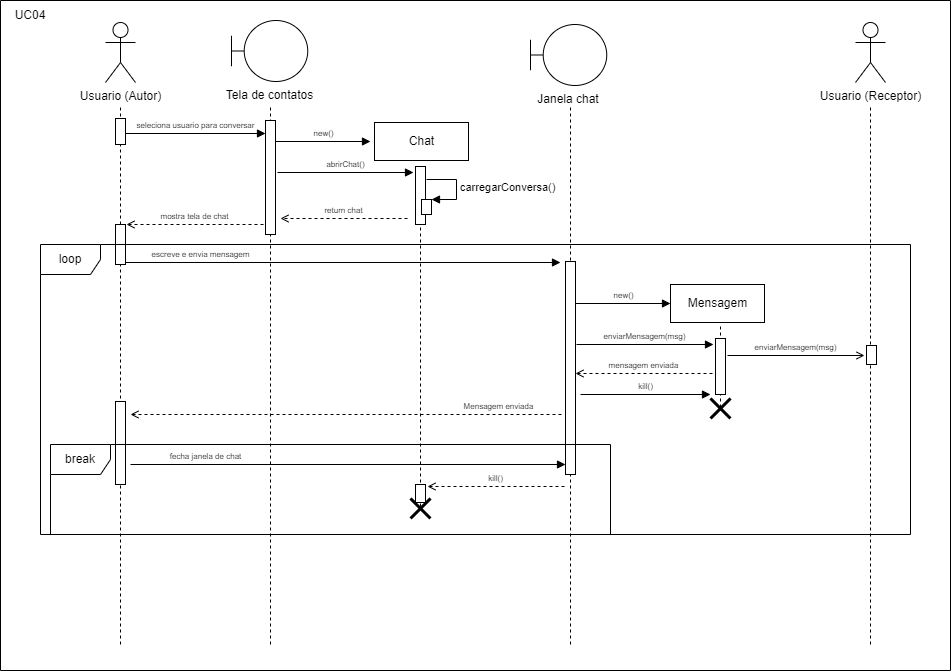 UC04
Usuario (Autor)
Tela de contatos
Janela chat
Usuario (Receptor)
seleciona usuario para conversar
new()
Chat
abrirChat()
carregarConversa()
return chat
mostra tela de chat
loop
escreve e envia mensagem
new()
Mensagem
enviarMensagem(msg)
enviarMensagem(msg)
mensagem enviada
kill()
Mensagem enviada
break
fecha janela de chat
kill()